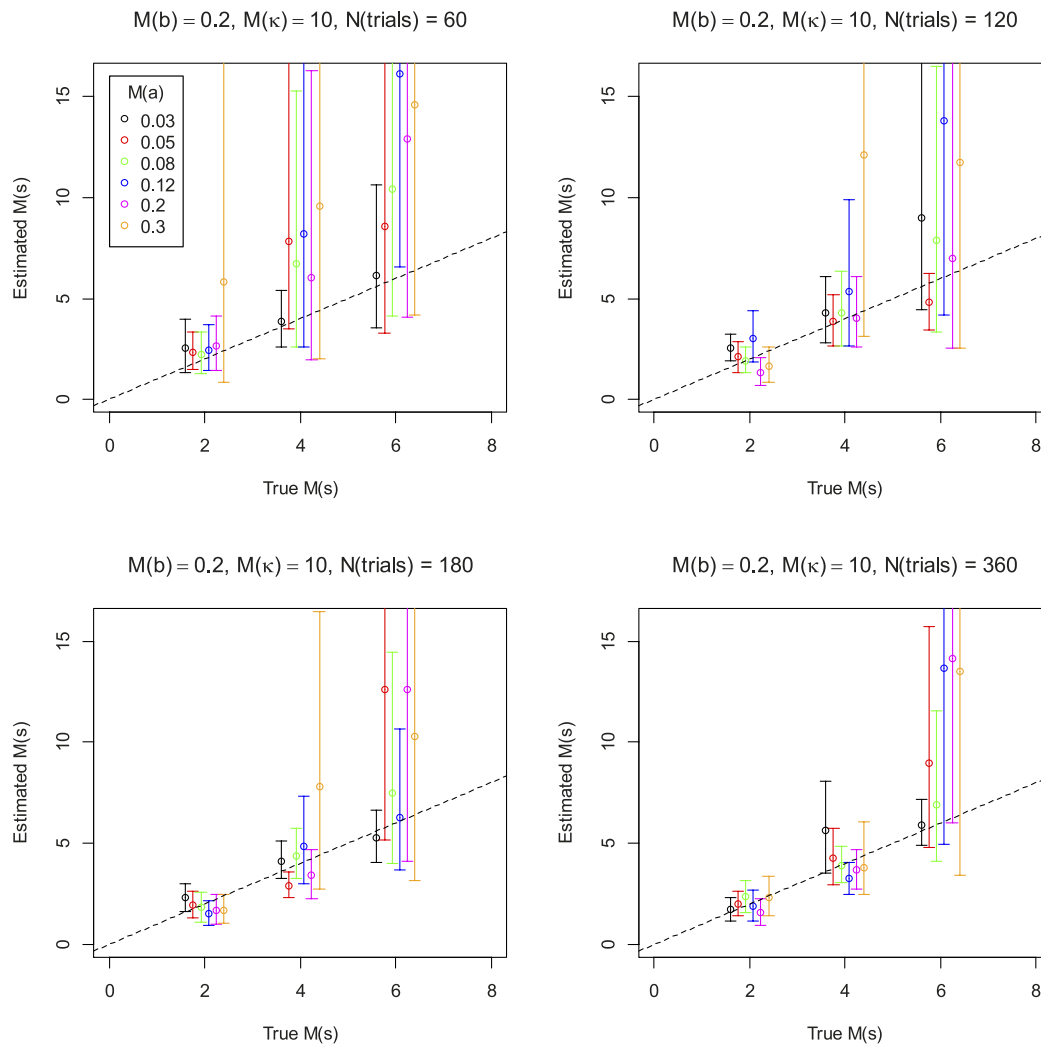 M(b) = 0.2, M(κ) = 10, N(trials) = 60
M(a)
0.03
0.05
0.08
0.12
0.2
0.3
15
10
5
0
Estimated M(s)
0 2 4 6 8
True M(s)
M(b) = 0.2, M(κ) = 10, N(trials) = 120
15
10
5
0
Estimated M(s)
0 2 4 6 8
True M(s)
M(b) = 0.2, M(κ) = 10, N(trials) = 180
15
10
5
0
Estimated M(s)
0 2 4 6 8
True M(s)
M(b) = 0.2, M(κ) = 10, N(trials) = 360
15
10
5
0
Estimated M(s)
0 2 4 6 8
True M(s)